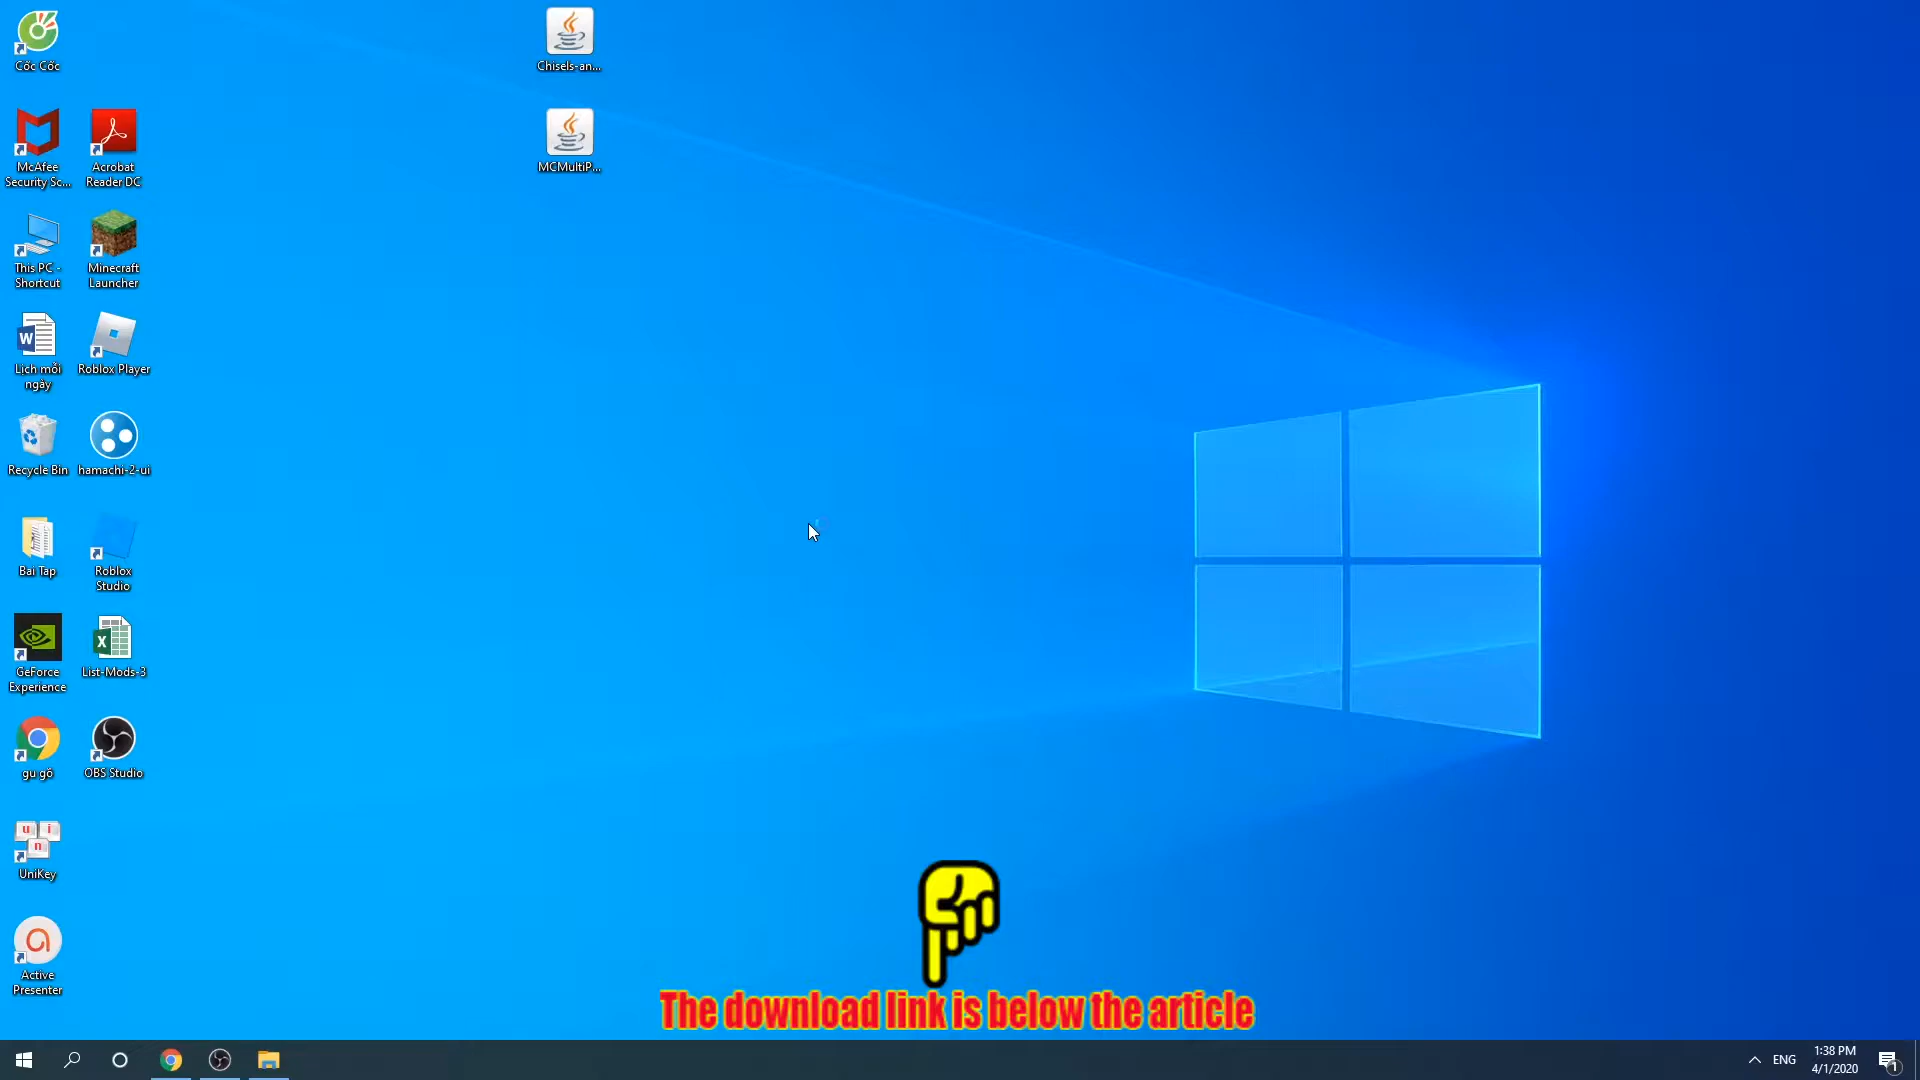 Cốc Cốc
Chisels-an...
McAfee
Security Sc...
Acrobat
Reader DC
MCMultiP...
This PC -
Shortcut
Minecraft
Launcher
W
Lịch mỗi
ngày
Roblox Player
Recycle Bin
hamachi-2-ui
Bai Tap
Roblox
Studio
GeForce
Experience
X
List-Mods-3
gu gô
OBS Studio
u i
n
UniKey
Active
Presenter
The download link is below the article
ENG
1:38 PM
4/1/2020
1